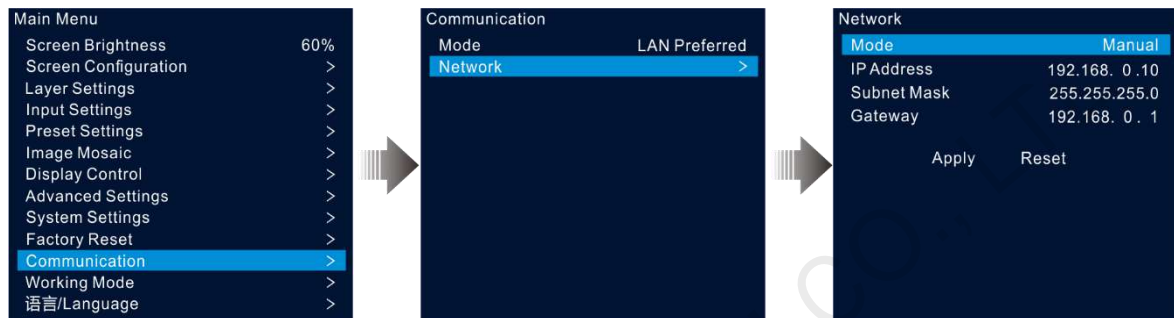 Main Menu
Screen Brightness 60%
Screen Configuration >
Layer Settings >
Input Settings >
Preset Settings >
Image Mosaic >
Display Control >
Advanced Settings >
System Settings >
Factory Reset >
Communication >
Working Mode >
语言/Language >
Communication
Mode LAN Preferred
Network >
Network
Mode Manual
IP Address 192.168. 0 .10
Subnet Mask 255.255.255.0
Gateway 192.168. 0 . 1
Apply Reset